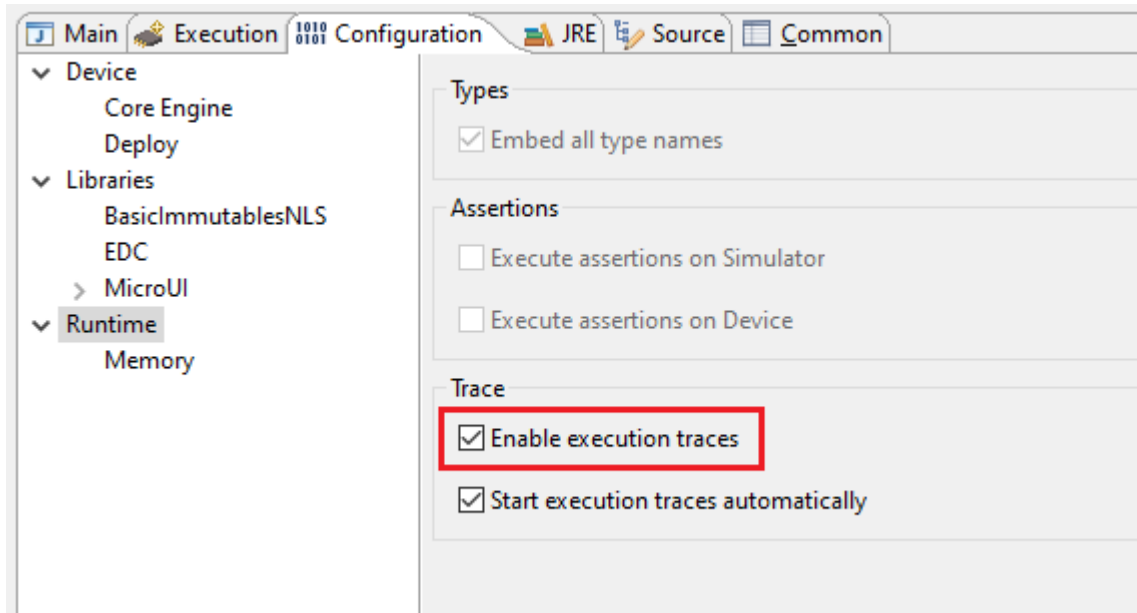 Main Execution Configuration JRE Source Common
Device
Core Engine
Deploy
Libraries
BasicImmutablesNLS
EDC
MicroUI
Runtime
Memory
Types
Embed all type names
Assertions
Execute assertions on Simulator
Execute assertions on Device
Trace
Enable execution traces
Start execution traces automatically